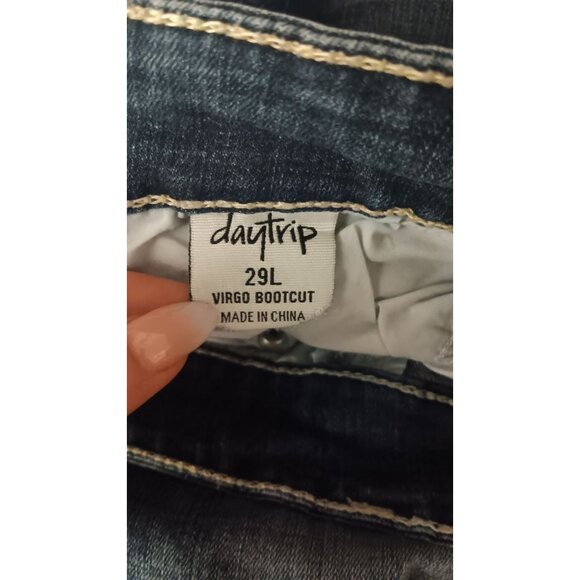 daytrip
29L
VIRGO BOOTCUT
MADE IN CHINA